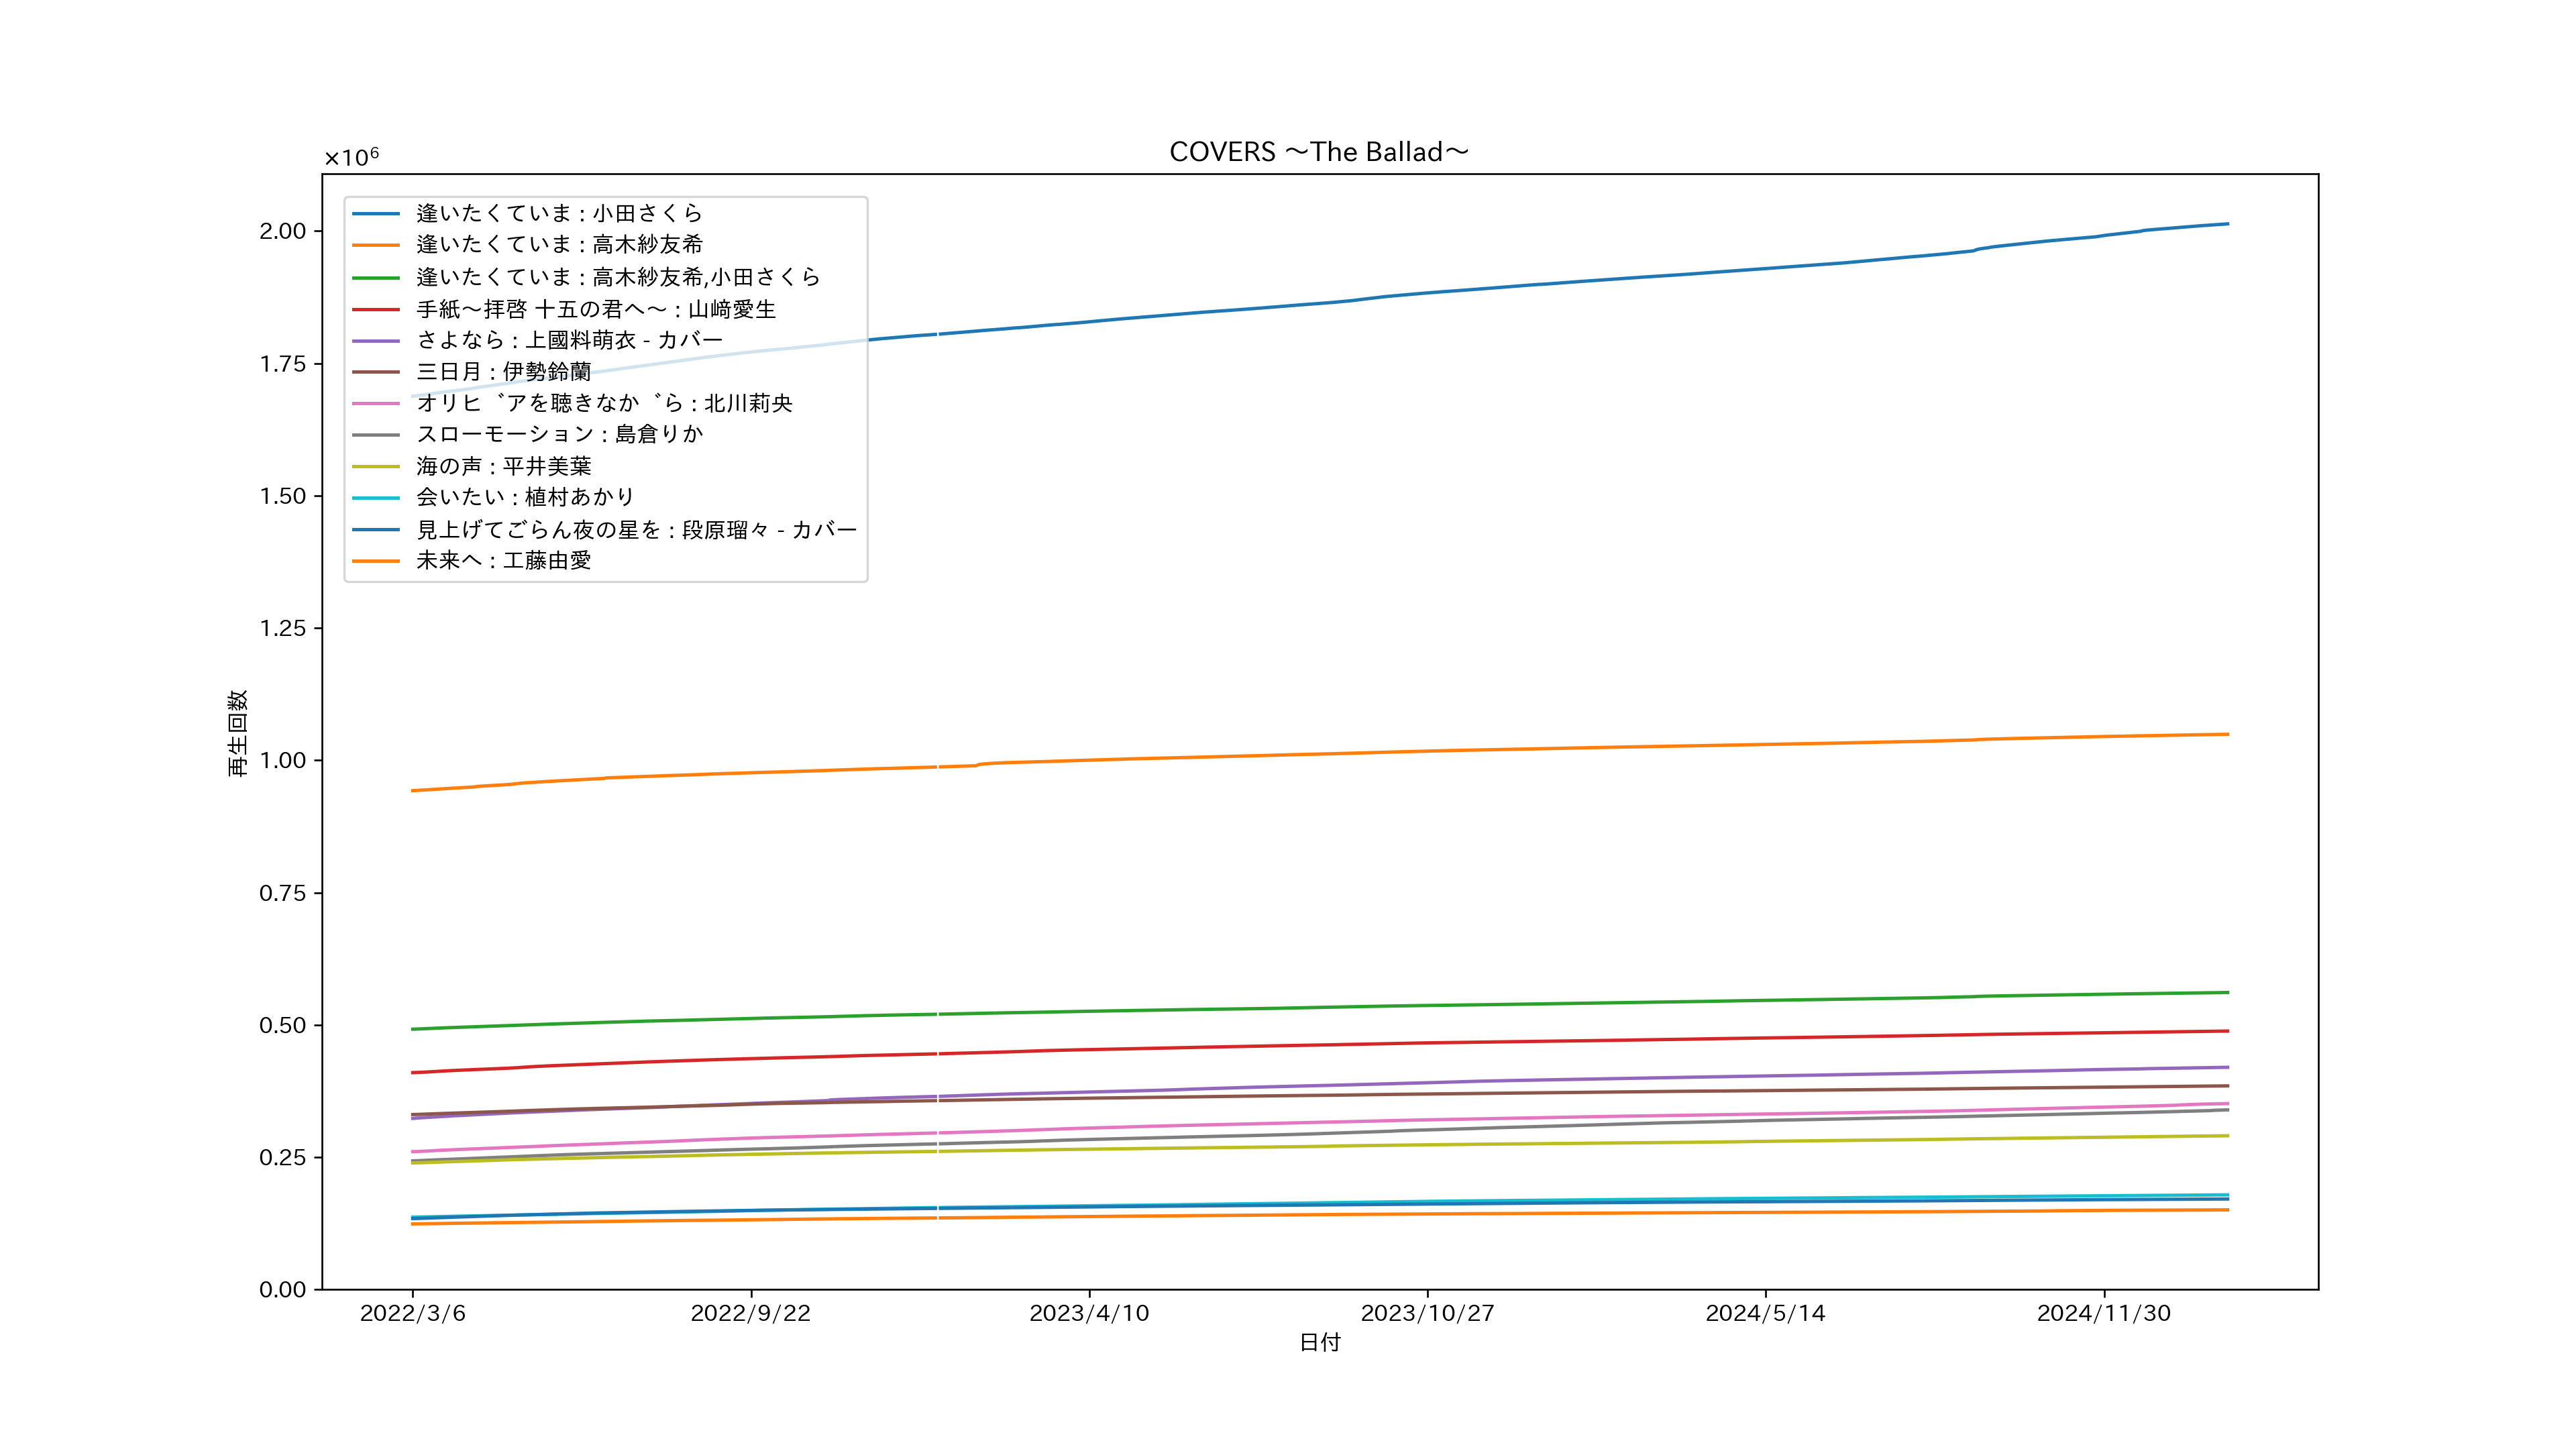 COVERS ～The Ballad～
×10⁶
逢いたくていま : 小田さくら
逢いたくていま : 高木紗友希
逢いたくていま : 高木紗友希,小田さくら
手紙～拝啓 十五の君へ～ : 山﨑愛生
さよなら : 上國料萌衣 - カバー
三日月 : 伊勢鈴蘭
オリヒ゛アを聴きなか゛ら : 北川莉央
スローモーション : 島倉りか
海の声 : 平井美葉
会いたい : 植村あかり
見上げてごらん夜の星を : 段原瑠々 - カバー
未来へ : 工藤由愛
2.00
1.75
1.50
1.25
1.00
0.75
0.50
0.25
0.00
再生回数
2022/3/6
2022/9/22
2023/4/10
2023/10/27
2024/5/14
2024/11/30
日付